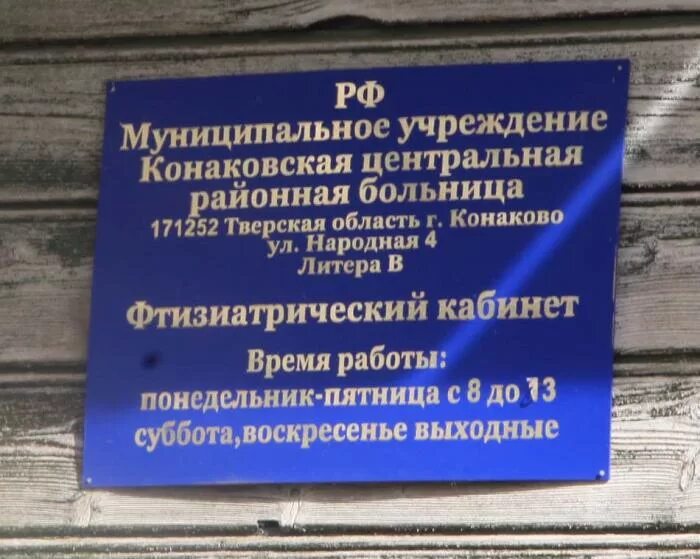 РФ
Муниципальное учреждение
Конаковская центральная
районная больница
171252 Тверская область г. Конаково
ул. Народная 4
Литера В
Фтизиатрический кабинет
Время работы:
понедельник-пятница с 8 до 13
суббота,воскресенье выходные